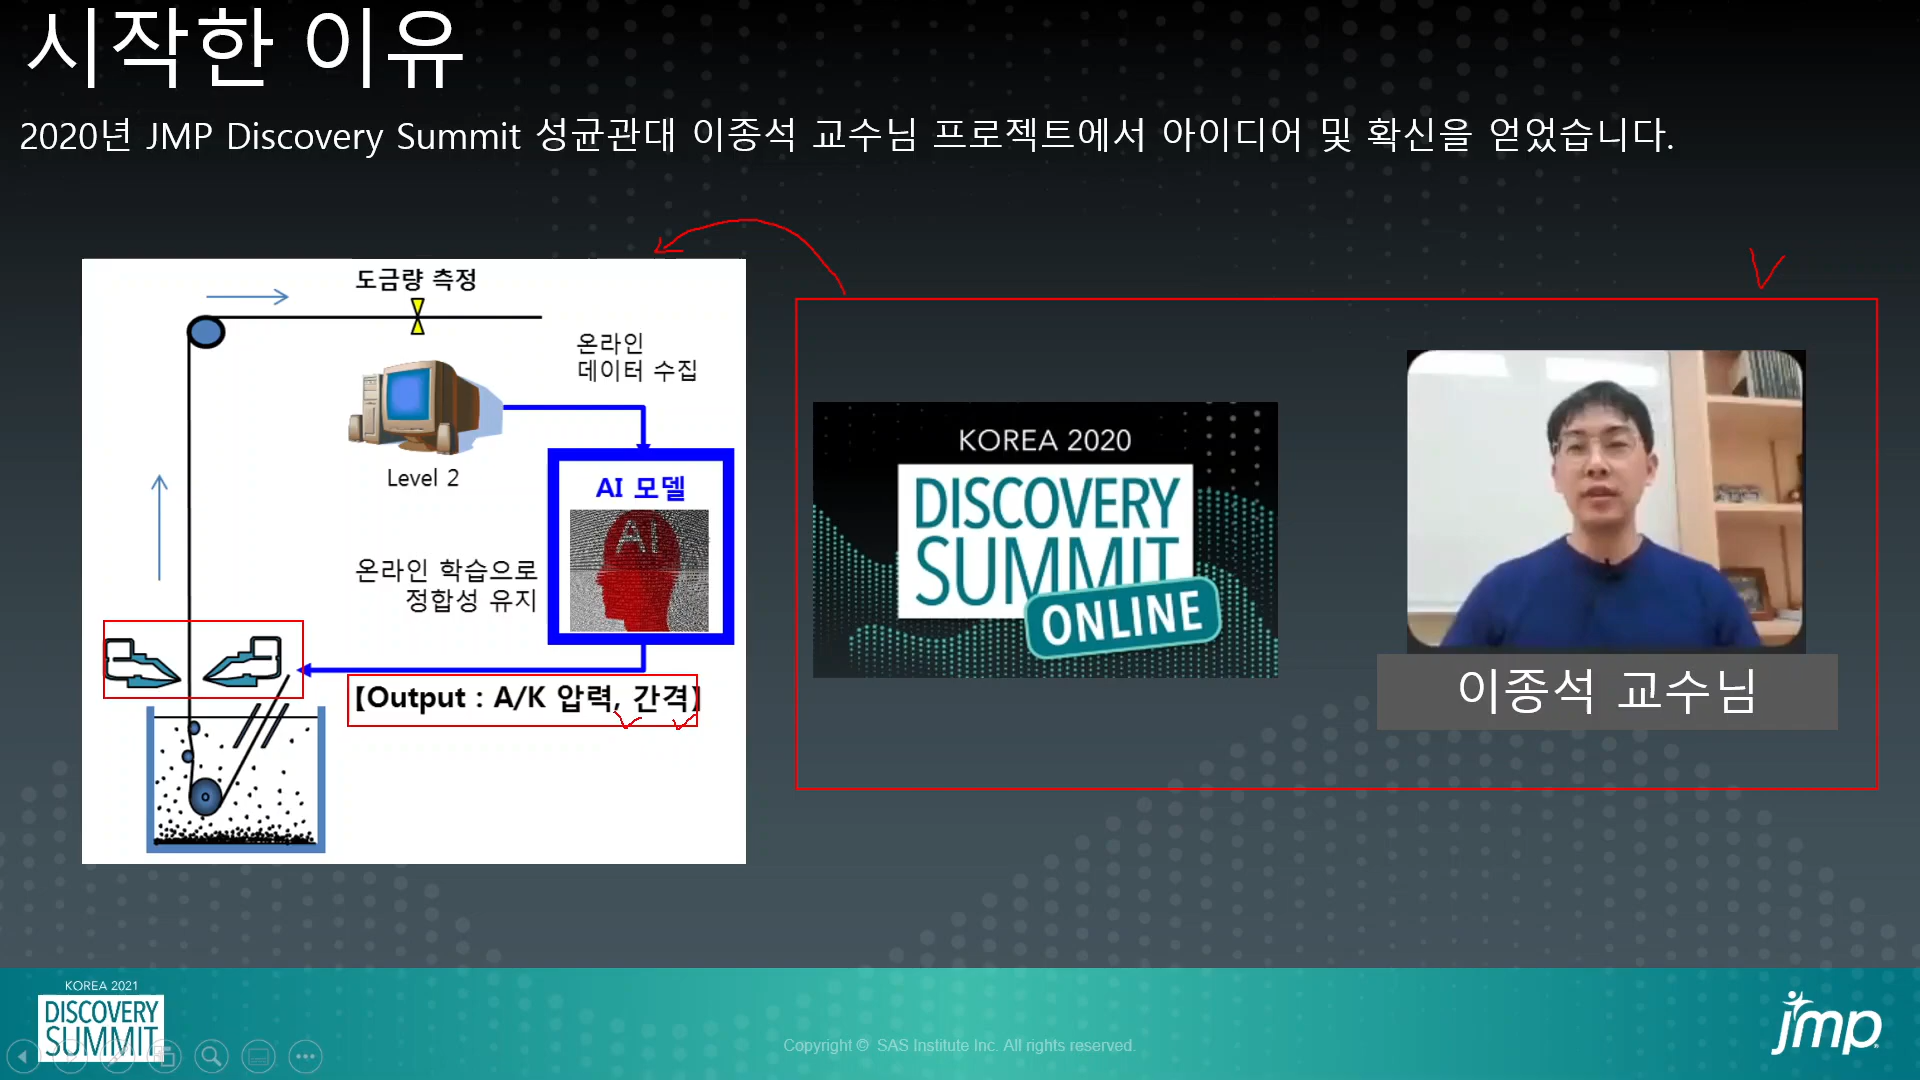 시작한 이유
2020년 JMP Discovery Summit 성균관대 이종석 교수님 프로젝트에서 아이디어 및 확신을 얻었습니다.
도금량 측정
온라인
데이터 수집
Level 2
AI 모델
AI
온라인 학습으로
정합성 유지
[Output : A/K 압력, 간격]
KOREA 2020
DISCOVERY
SUMMIT
ONLINE
이종석 교수님
KOREA 2021
DISCOVERY
SUMMIT
Copyright © SAS Institute Inc. All rights reserved.
jmp